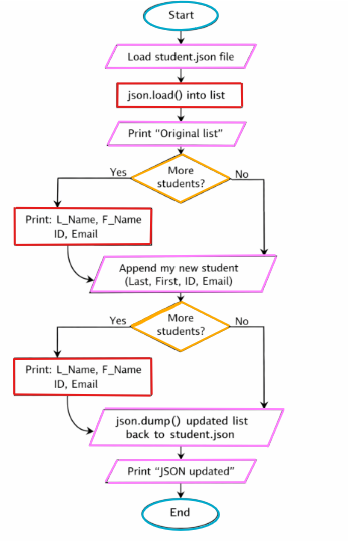 Start
Load student.json file
json.load() into list
Print “Original list”
More
students?
Yes
No
Print: L_Name, F_Name
ID, Email
Append my new student
(Last, First, ID, Email)
More
students?
Yes
No
Print: L_Name, F_Name
ID, Email
json.dump() updated list
back to student.json
Print “JSON updated”
End